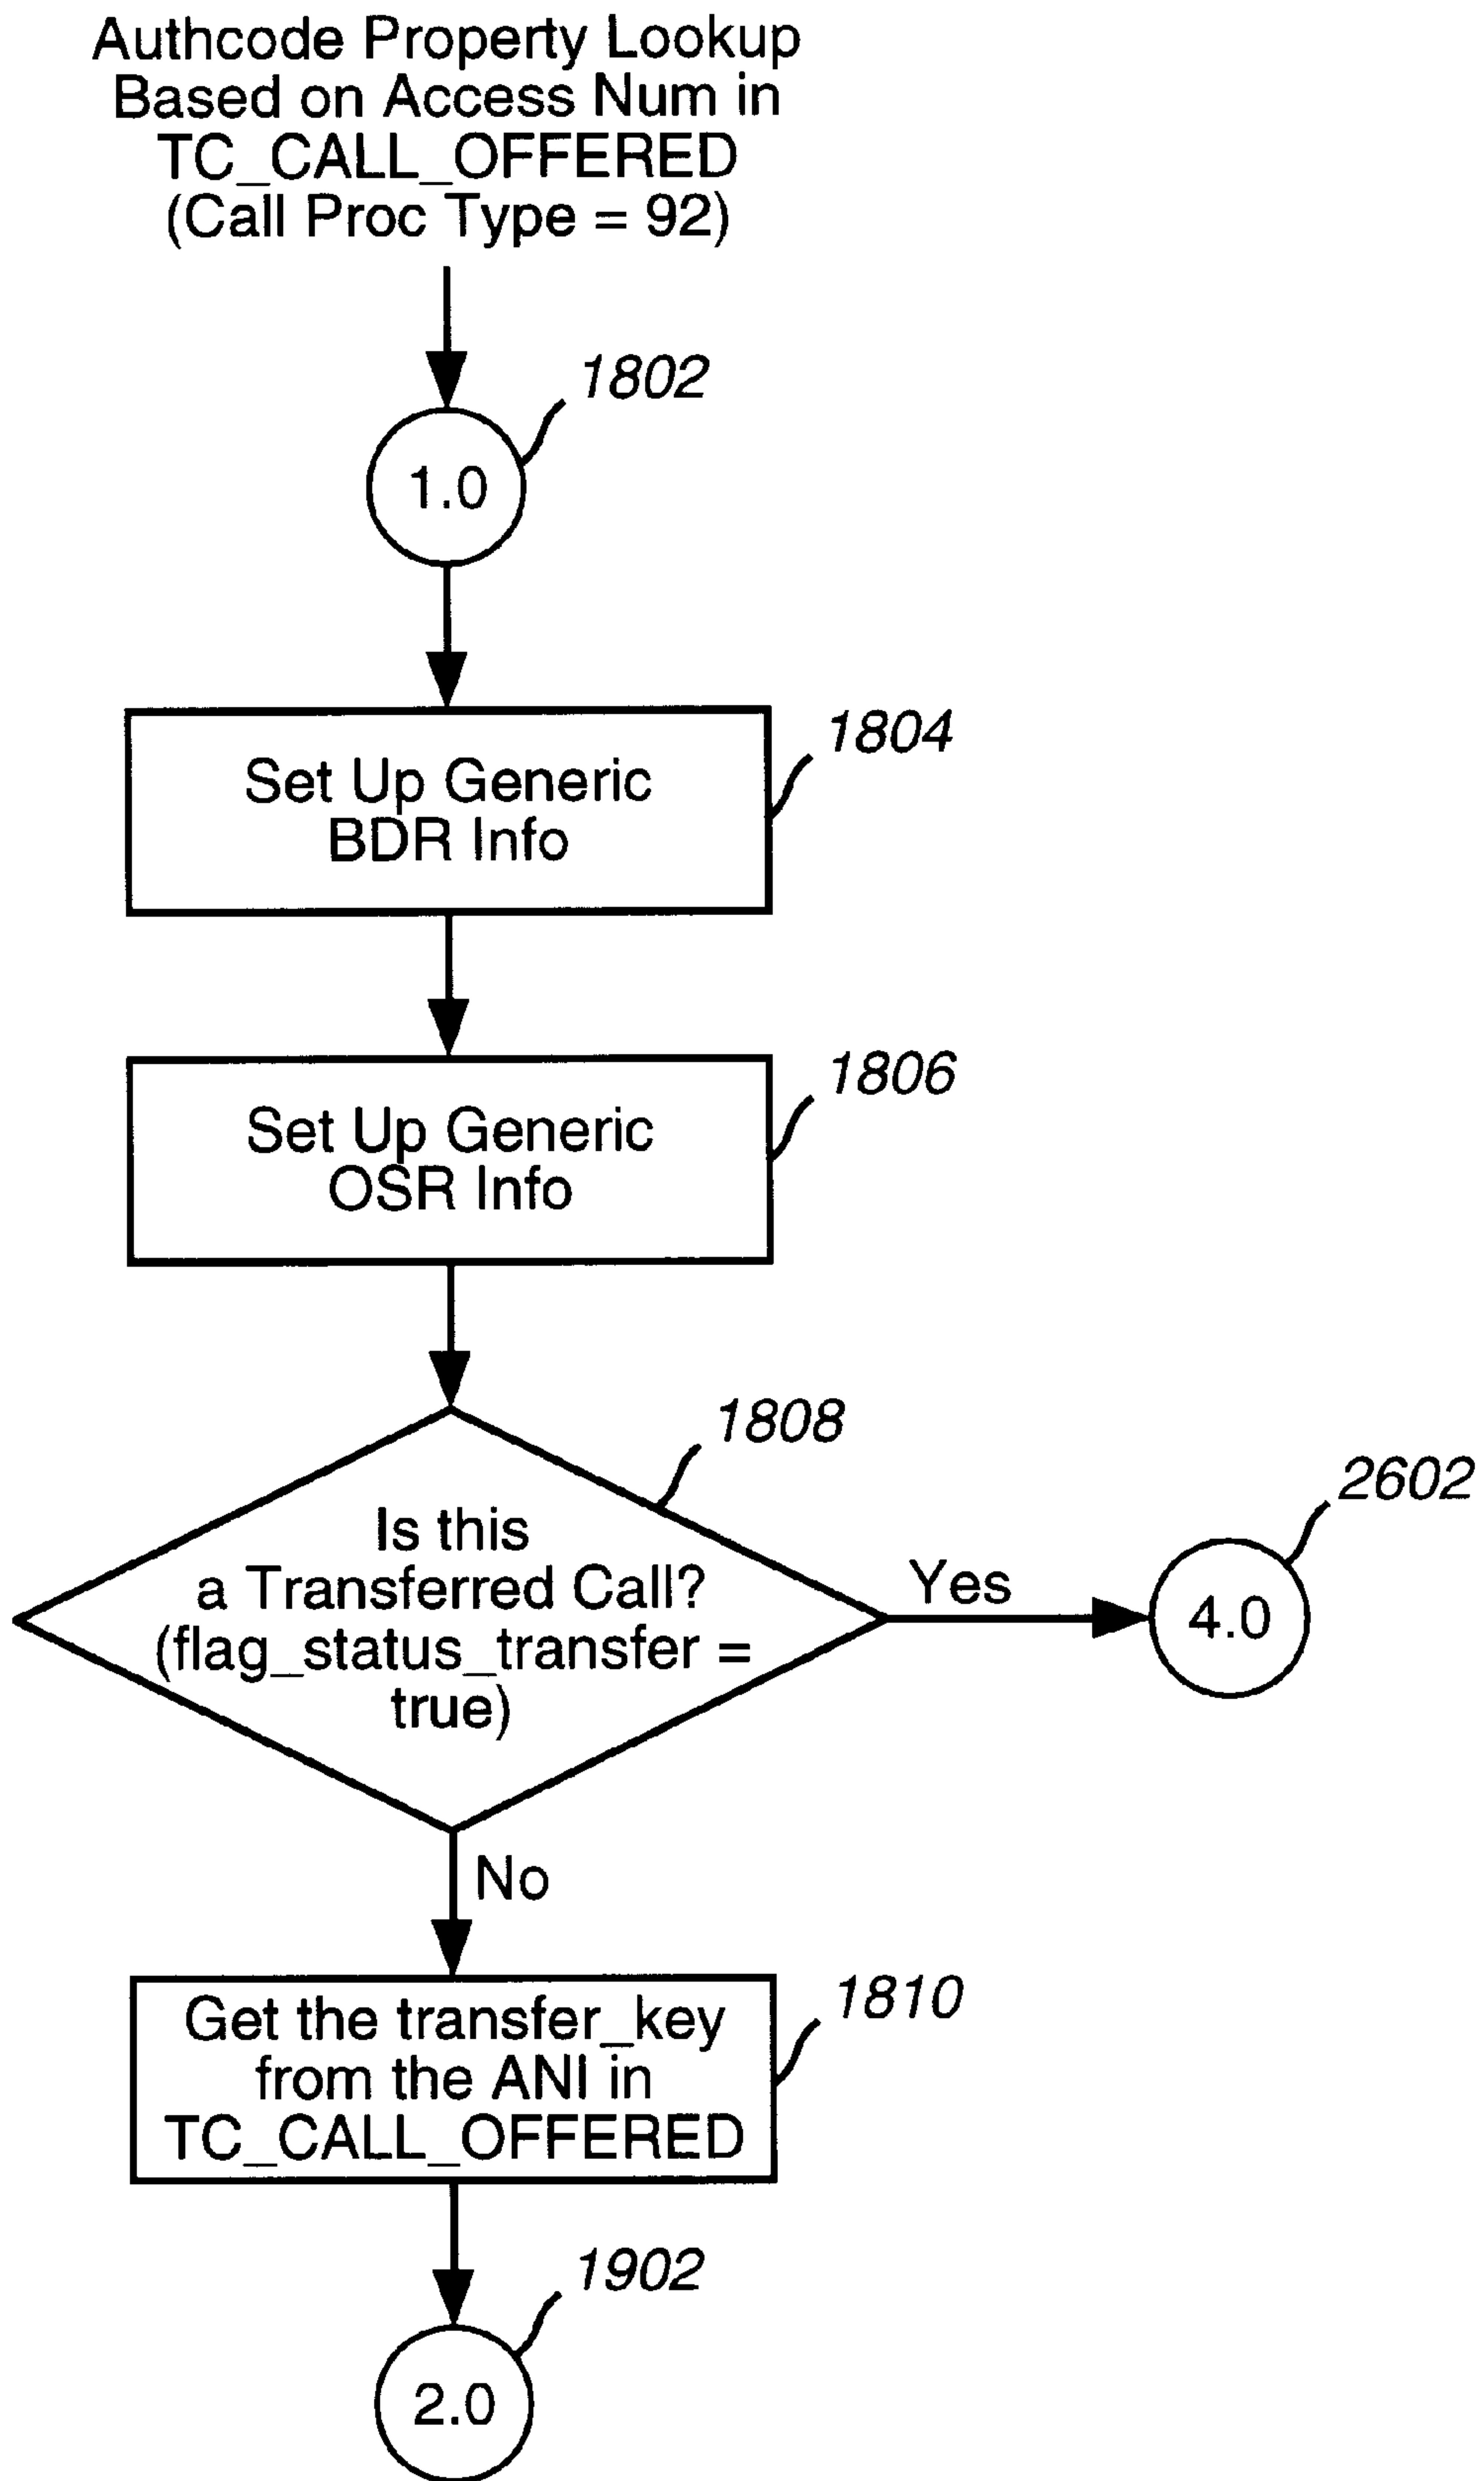 Authcode Property Lookup
Based on Access Num in
TC_CALL_OFFERED
(Call Proc Type = 92)
1802
1.0
1804
Set Up Generic
BDR Info
1806
Set Up Generic
OSR Info
1808
Is this
a Transferred Call?
(flag_status_transfer =
true)
Yes
2602
4.0
No
1810
Get the transfer_key
from the ANI in
TC_CALL_OFFERED
1902
2.0